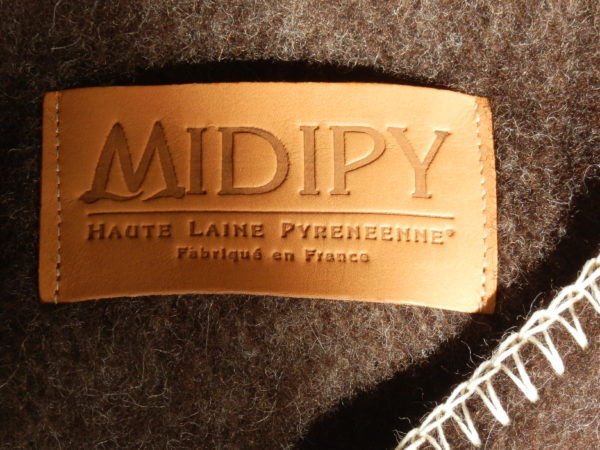 MIDIPY
HAUTE LAINE PYRENEENNE®
Fabriqué en France